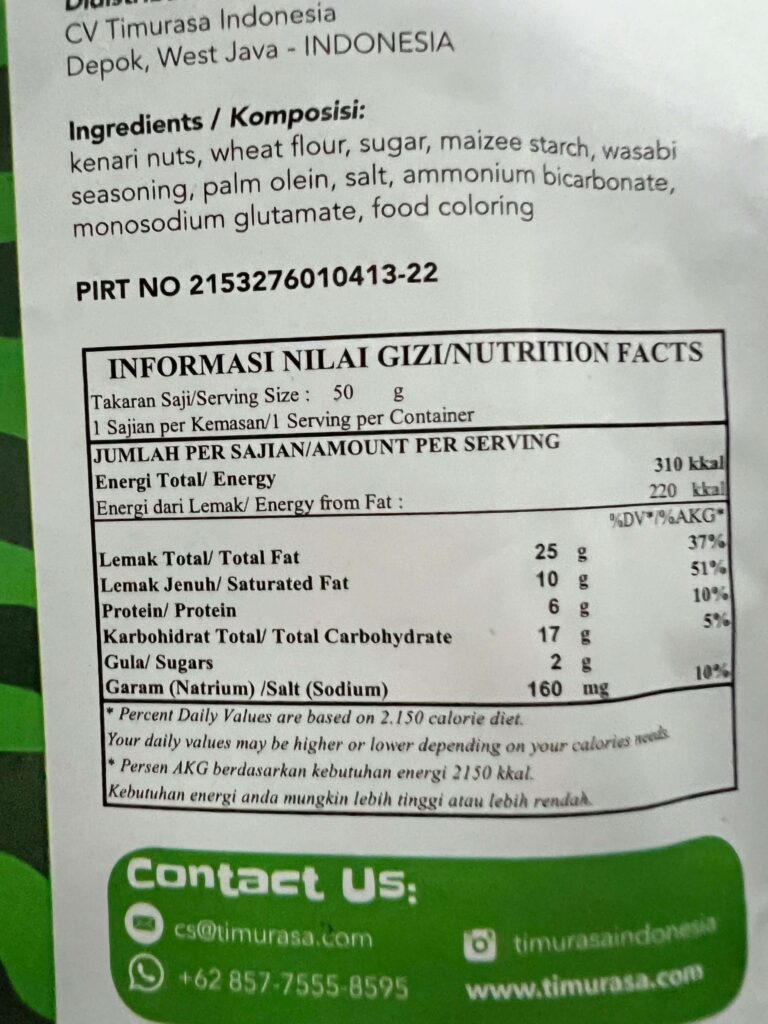 CV Timurasa Indonesia
Depok, West Java - INDONESIA
Ingredients / Komposisi:
kenari nuts, wheat flour, sugar, maizee starch, wasabi
seasoning, palm olein, salt, ammonium bicarbonate,
monosodium glutamate, food coloring
PIRT NO 2153276010413-22
INFORMASI NILAI GIZI/NUTRITION FACTS
Takaran Saji/Serving Size : 50 g
1 Sajian per Kemasan/1 Serving per Container
JUMLAH PER SAJIAN/AMOUNT PER SERVING
Energi Total/ Energy 310 kkal
Energi dari Lemak/ Energy from Fat : 220 kkal
%DV*/%AKG*
Lemak Total/ Total Fat 25 g 37%
Lemak Jenuh/ Saturated Fat 10 g 51%
Protein/ Protein 6 g 10%
Karbohidrat Total/ Total Carbohydrate 17 g 5%
Gula/ Sugars 2 g
Garam (Natrium) /Salt (Sodium) 160 mg 10%
* Percent Daily Values are based on 2.150 calorie diet.
Your daily values may be higher or lower depending on your calories needs.
* Persen AKG berdasarkan kebutuhan energi 2150 kkal.
Kebutuhan energi anda mungkin lebih tinggi atau lebih rendah.
Contact Us:
cs@timurasa.com
timurasaindonesia
+62 857-7555-8595
www.timurasa.com